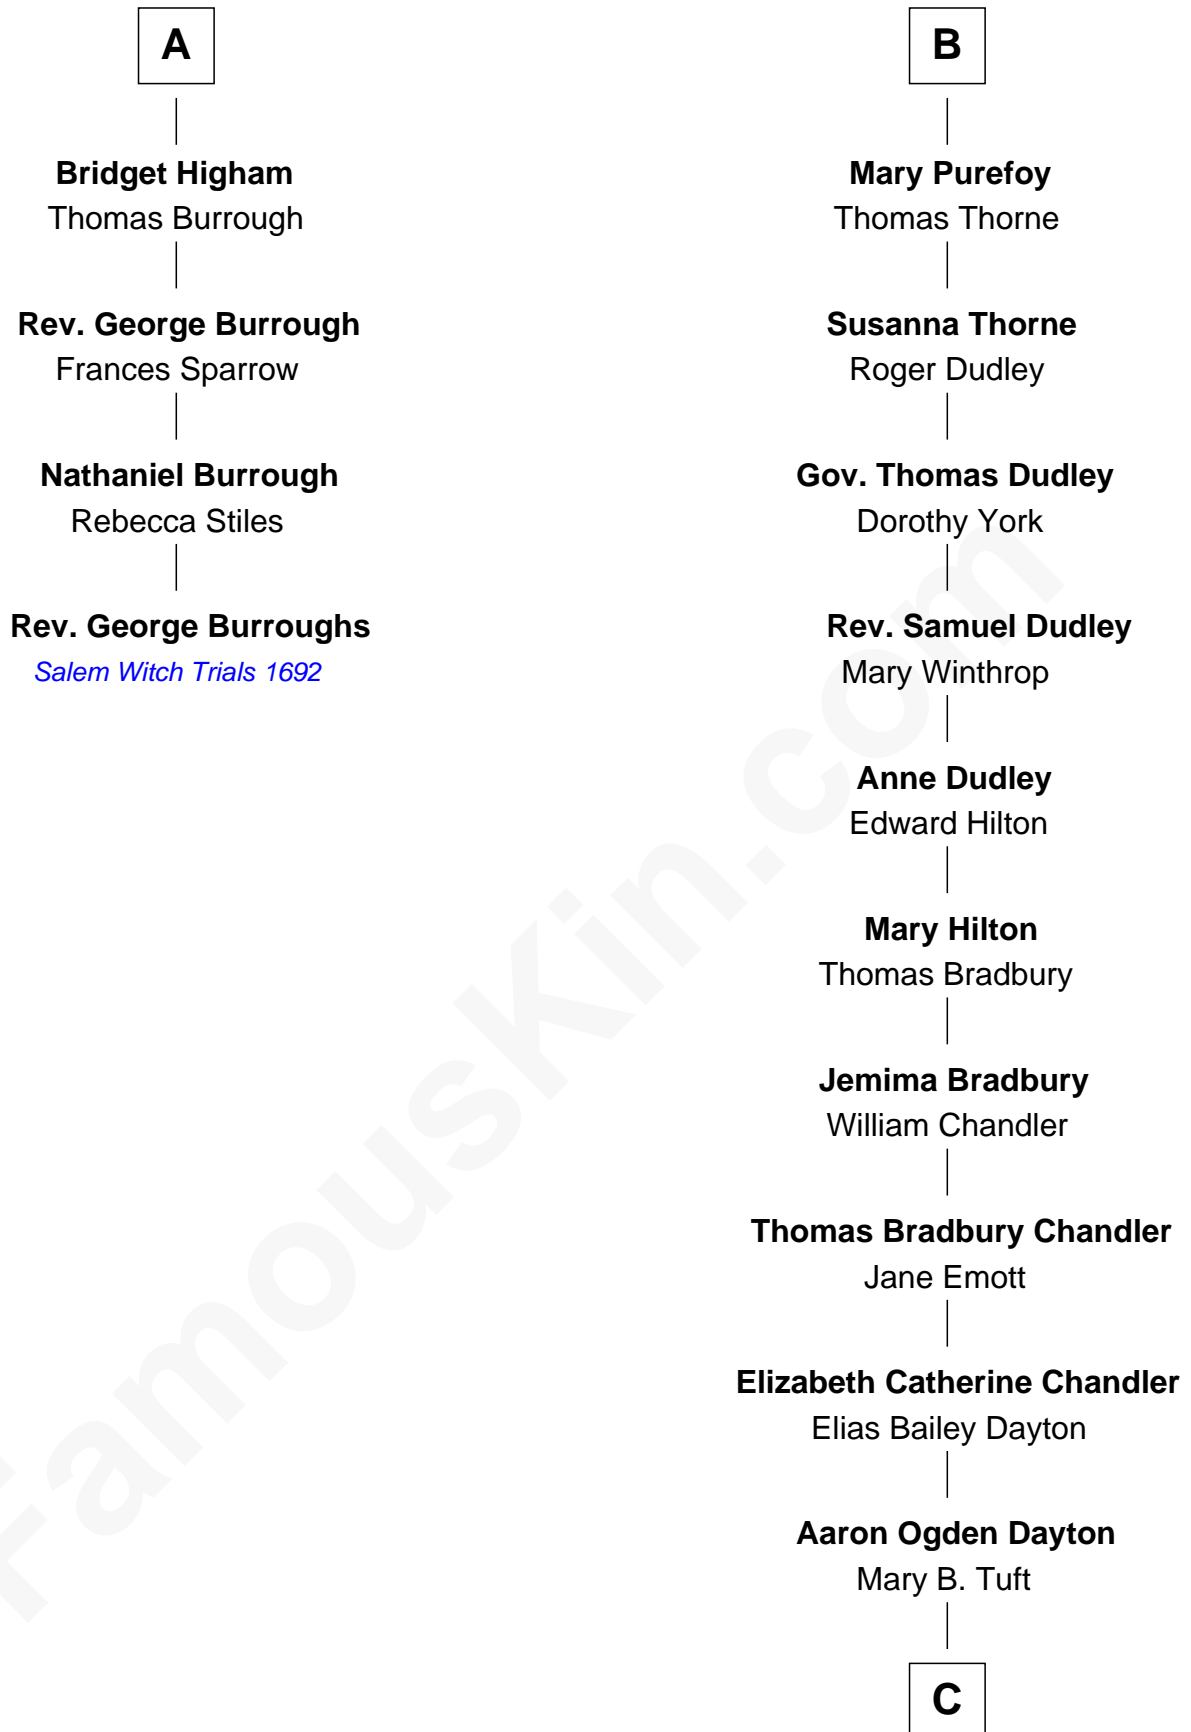 A
Bridget Higham
Thomas Burrough
Rev. George Burrough
Frances Sparrow
Nathaniel Burrough
Rebecca Stiles
Rev. George Burroughs
Salem Witch Trials 1692
B
Mary Purefoy
Thomas Thorne
Susanna Thorne
Roger Dudley
Gov. Thomas Dudley
Dorothy York
Rev. Samuel Dudley
Mary Winthrop
Anne Dudley
Edward Hilton
Mary Hilton
Thomas Bradbury
Jemima Bradbury
William Chandler
Thomas Bradbury Chandler
Jane Emott
Elizabeth Catherine Chandler
Elias Bailey Dayton
Aaron Ogden Dayton
Mary B. Tuft
C
FamousKin.com